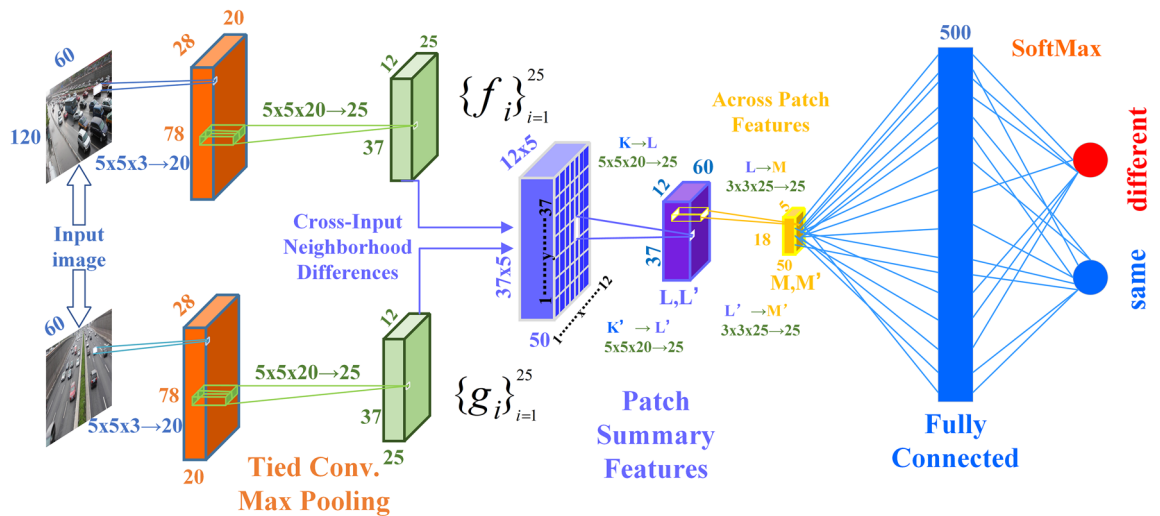 60
120
5x5x3→20
28
20
78
5x5x20→25
12
25
37
{f_i}_{i=1}^{25}
Input
image
Cross-Input
Neighborhood
Differences
60
5x5x3→20
28
78
20
5x5x20→25
12
37
25
{g_i}_{i=1}^{25}
Tied Conv.
Max Pooling
12x5
37x5
1········y········37
50
1········x········12
K→L
5x5x20→25
12
60
37
L,L’
K’ → L’
5x5x20→25
Patch
Summary
Features
Across Patch
Features
L→M
3x3x25→25
5
18
50
M,M’
L’ →M’
3x3x25→25
500
Fully
Connected
SoftMax
different
same